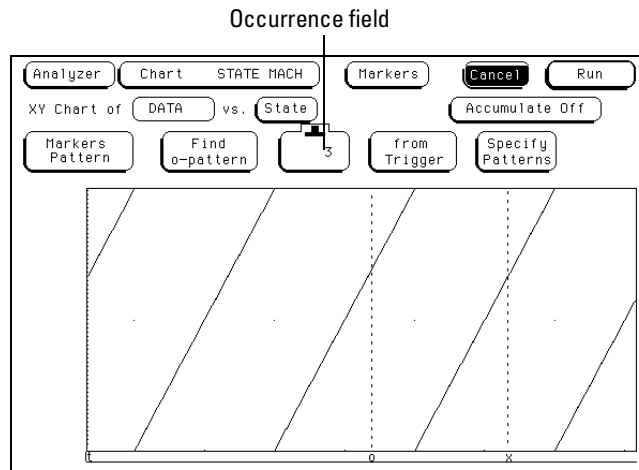 Occurrence field
Analyzer Chart STATE MACH Markers Cancel Run
XY Chart of DATA vs. State Accumulate Off
Markers Pattern
Find o-pattern
3
from Trigger
Specify Patterns
t o x